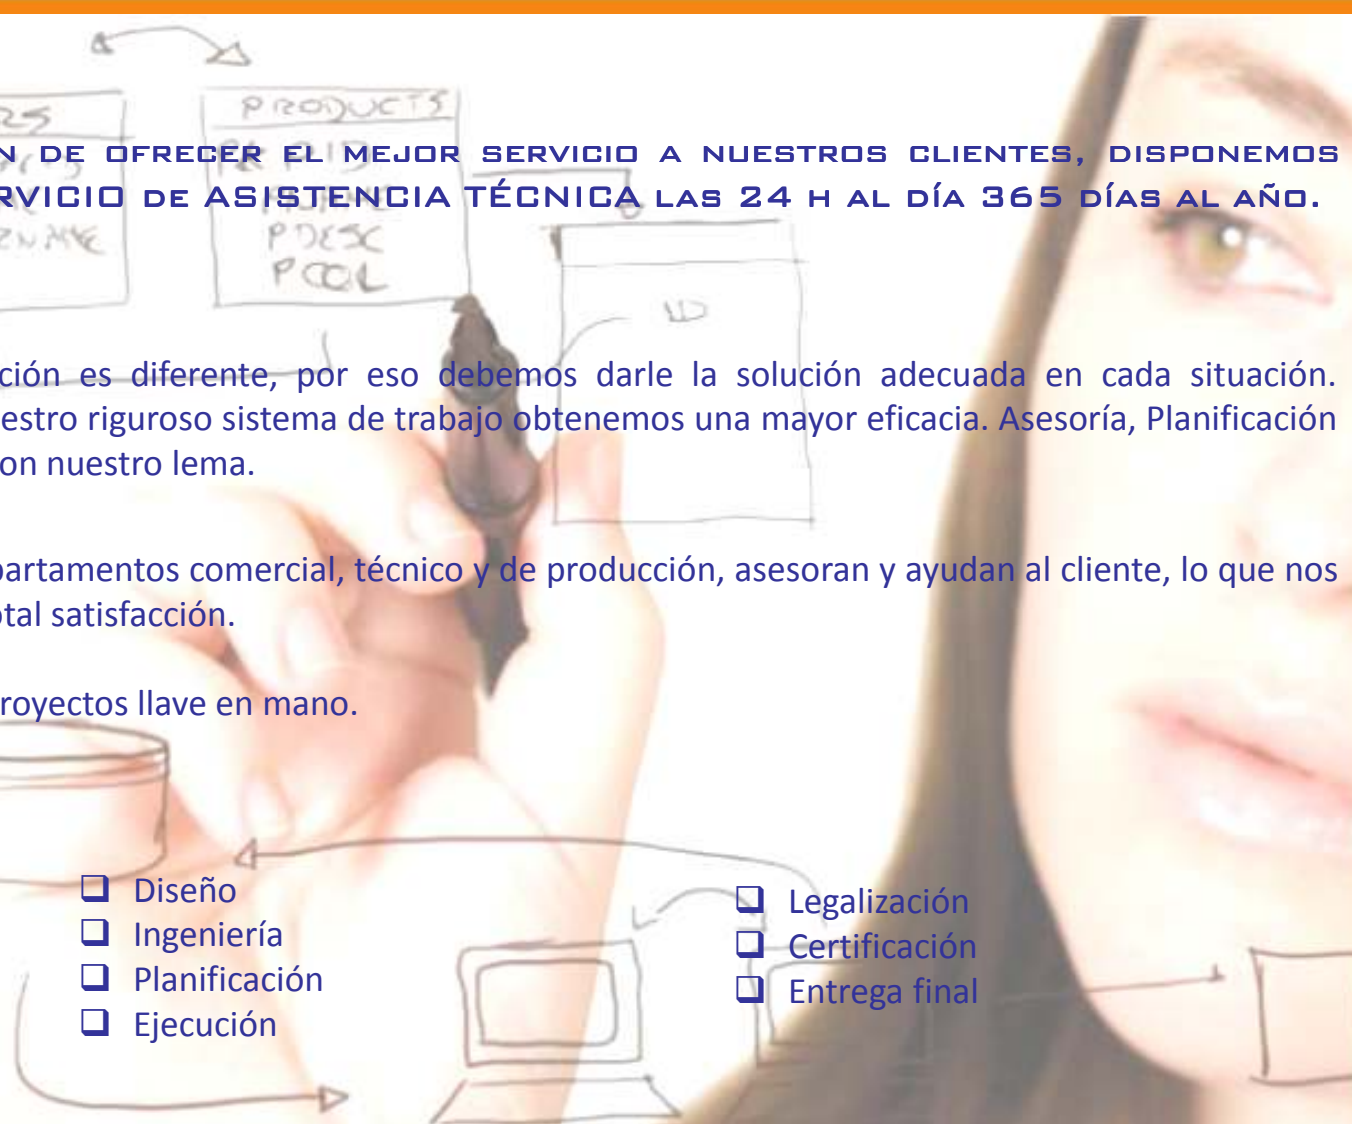 PRODUCTS
N DE OFRECER EL MEJOR SERVICIO A NUESTROS CLIENTES, DISPONEMOS
RVICIO DE ASISTENCIA TÉCNICA LAS 24 H AL DÍA 365 DÍAS AL AÑO.
PDESC
PCOL
ID
ción es diferente, por eso debemos darle la solución adecuada en cada situación.
estro riguroso sistema de trabajo obtenemos una mayor eficacia. Asesoría, Planificación
on nuestro lema.
partamentos comercial, técnico y de producción, asesoran y ayudan al cliente, lo que nos
otal satisfacción.
royectos llave en mano.
❑ Diseño
❑ Ingeniería
❑ Planificación
❑ Ejecución
❑ Legalización
❑ Certificación
❑ Entrega final